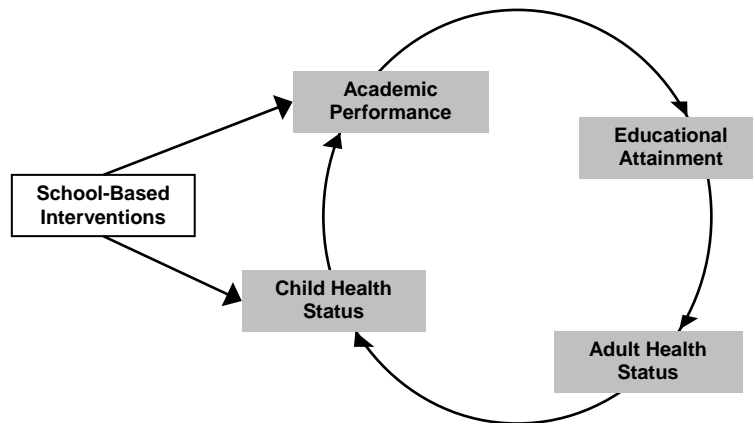 Academic
Performance
Educational
Attainment
School-Based
Interventions
Child Health
Status
Adult Health
Status